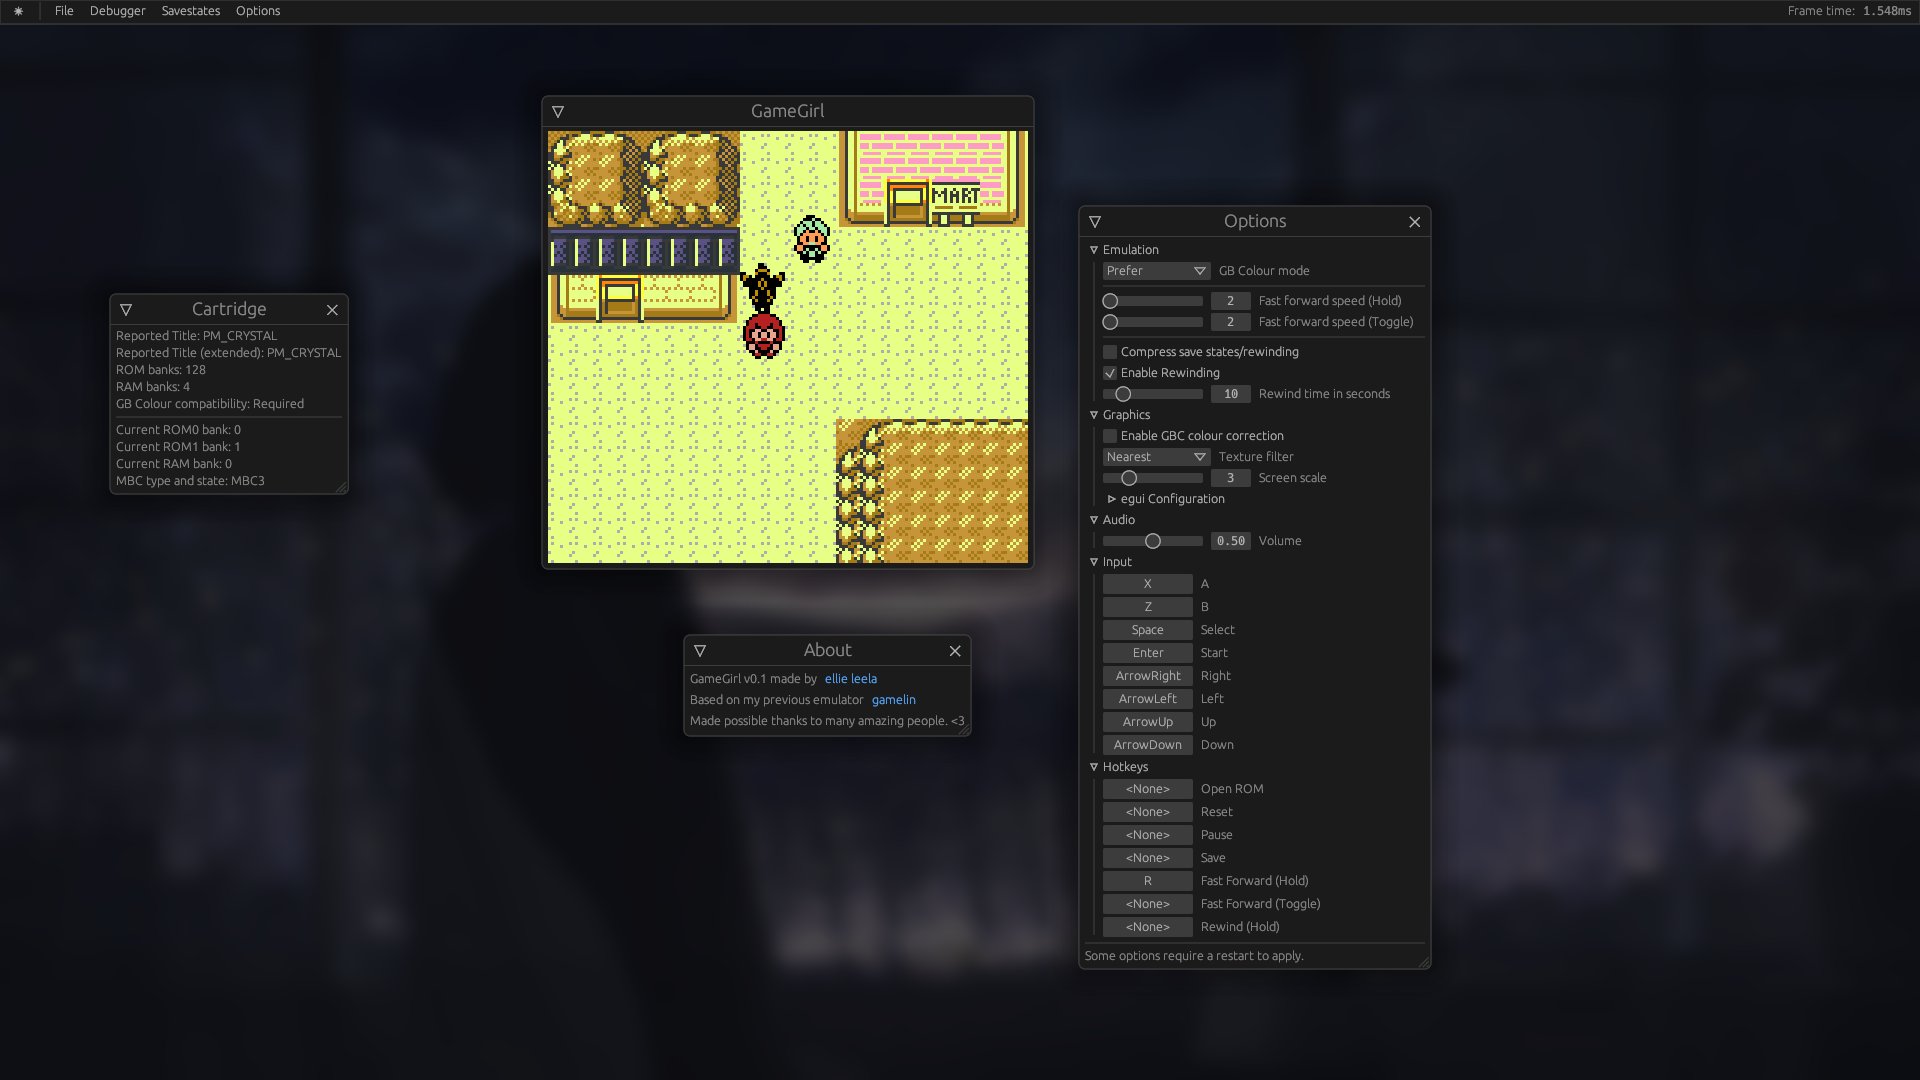 File Debugger Savestates Options Frame time: 1.548ms
GameGirl
MART
Cartridge
Reported Title: PM_CRYSTAL
Reported Title (extended): PM_CRYSTAL
ROM banks: 128
RAM banks: 4
GB Colour compatibility: Required
Current ROM0 bank: 0
Current ROM1 bank: 1
Current RAM bank: 0
MBC type and state: MBC3
About
GameGirl v0.1 made by ellie leela
Based on my previous emulator gamelin
Made possible thanks to many amazing people. <3
Options
Emulation
Prefer GB Colour mode
2 Fast forward speed (Hold)
2 Fast forward speed (Toggle)
Compress save states/rewinding
Enable Rewinding
10 Rewind time in seconds
Graphics
Enable GBC colour correction
Nearest Texture filter
3 Screen scale
egui Configuration
Audio
0.50 Volume
Input
X A
Z B
Space Select
Enter Start
ArrowRight Right
ArrowLeft Left
ArrowUp Up
ArrowDown Down
Hotkeys
<None> Open ROM
<None> Reset
<None> Pause
<None> Save
R Fast Forward (Hold)
<None> Fast Forward (Toggle)
<None> Rewind (Hold)
Some options require a restart to apply.